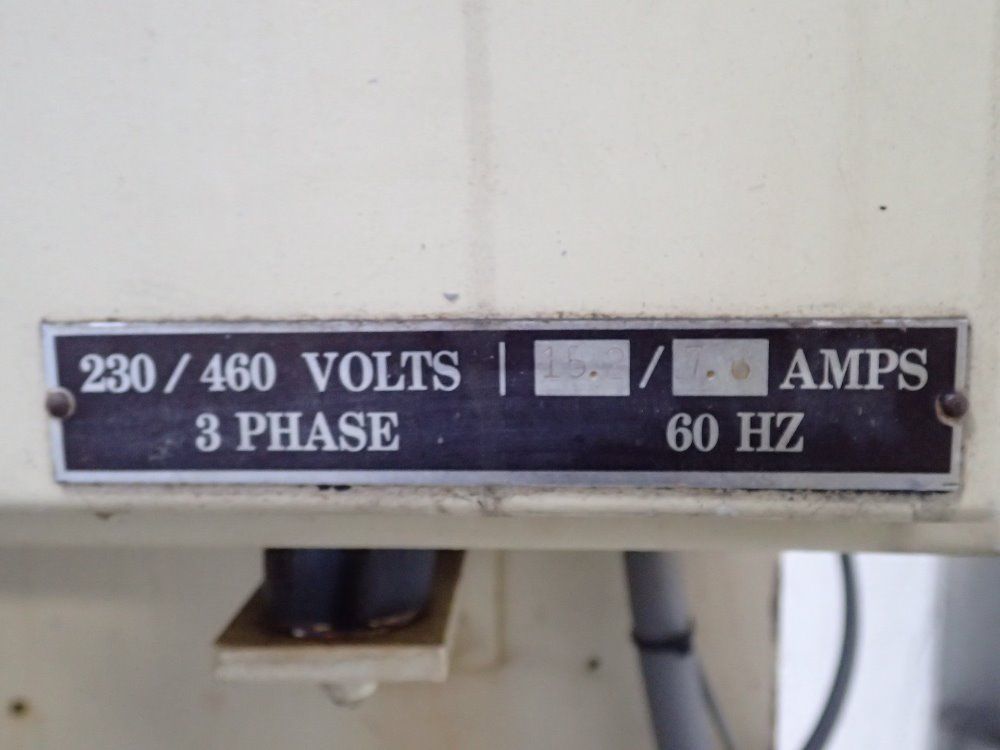 230 / 460 VOLTS | 15.2 / 7.6 AMPS
3 PHASE 60 HZ